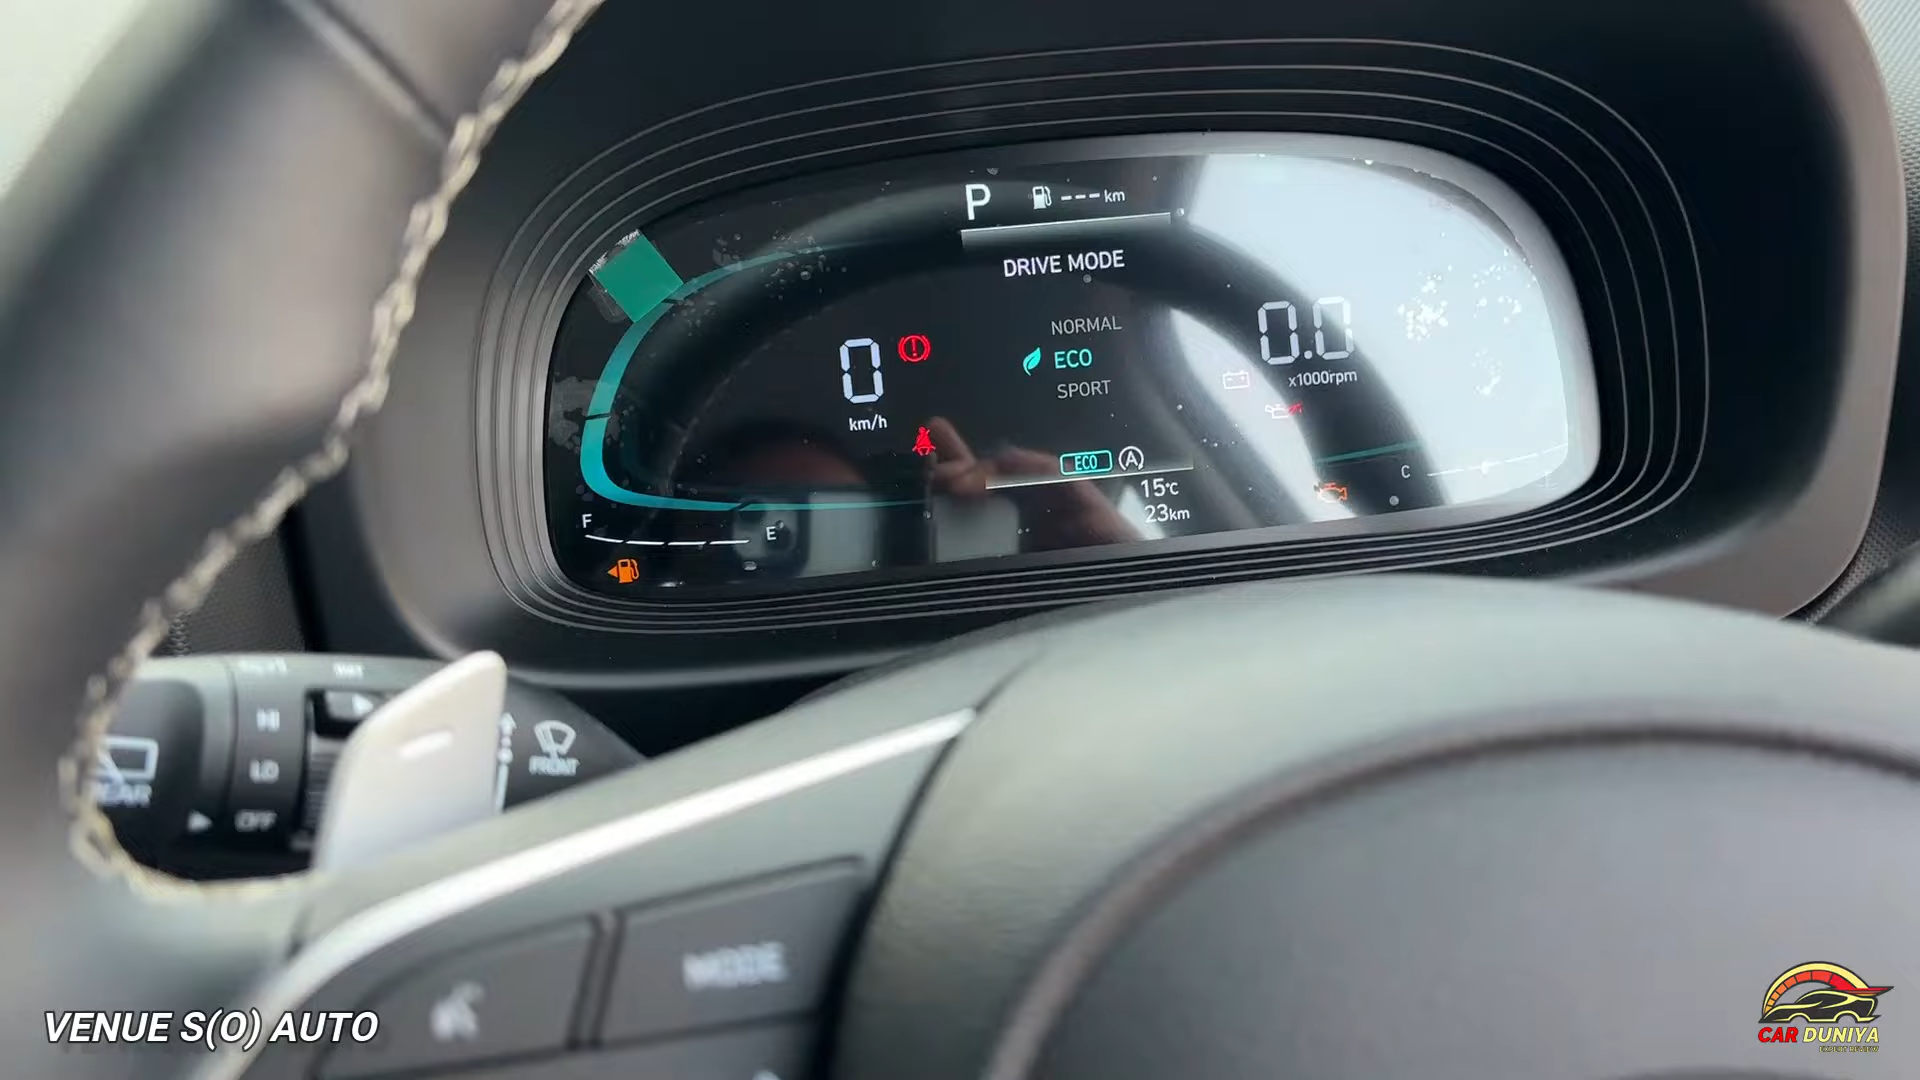 P --- km
DRIVE MODE
NORMAL
ECO
SPORT
0
km/h
0.0
x1000rpm
ECO A
15°C
23km
F E
C
HI
LO
OFF
REAR
FRONT
MODE
VENUE S(O) AUTO
CAR DUNIYA